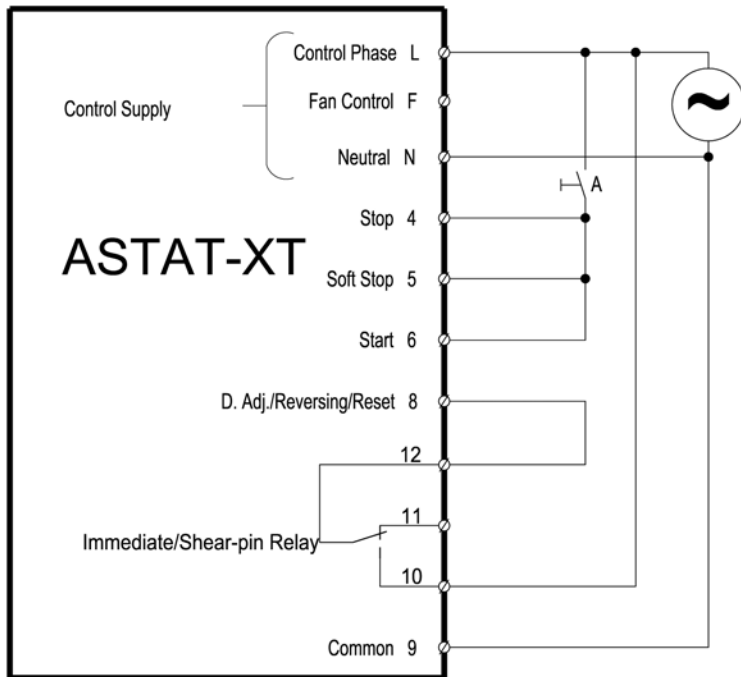 Control Phase L
Control Supply
Fan Control F
Neutral N
A
Stop 4
ASTAT-XT
Soft Stop 5
Start 6
D. Adj./Reversing/Reset 8
12
11
Immediate/Shear-pin Relay
10
Common 9